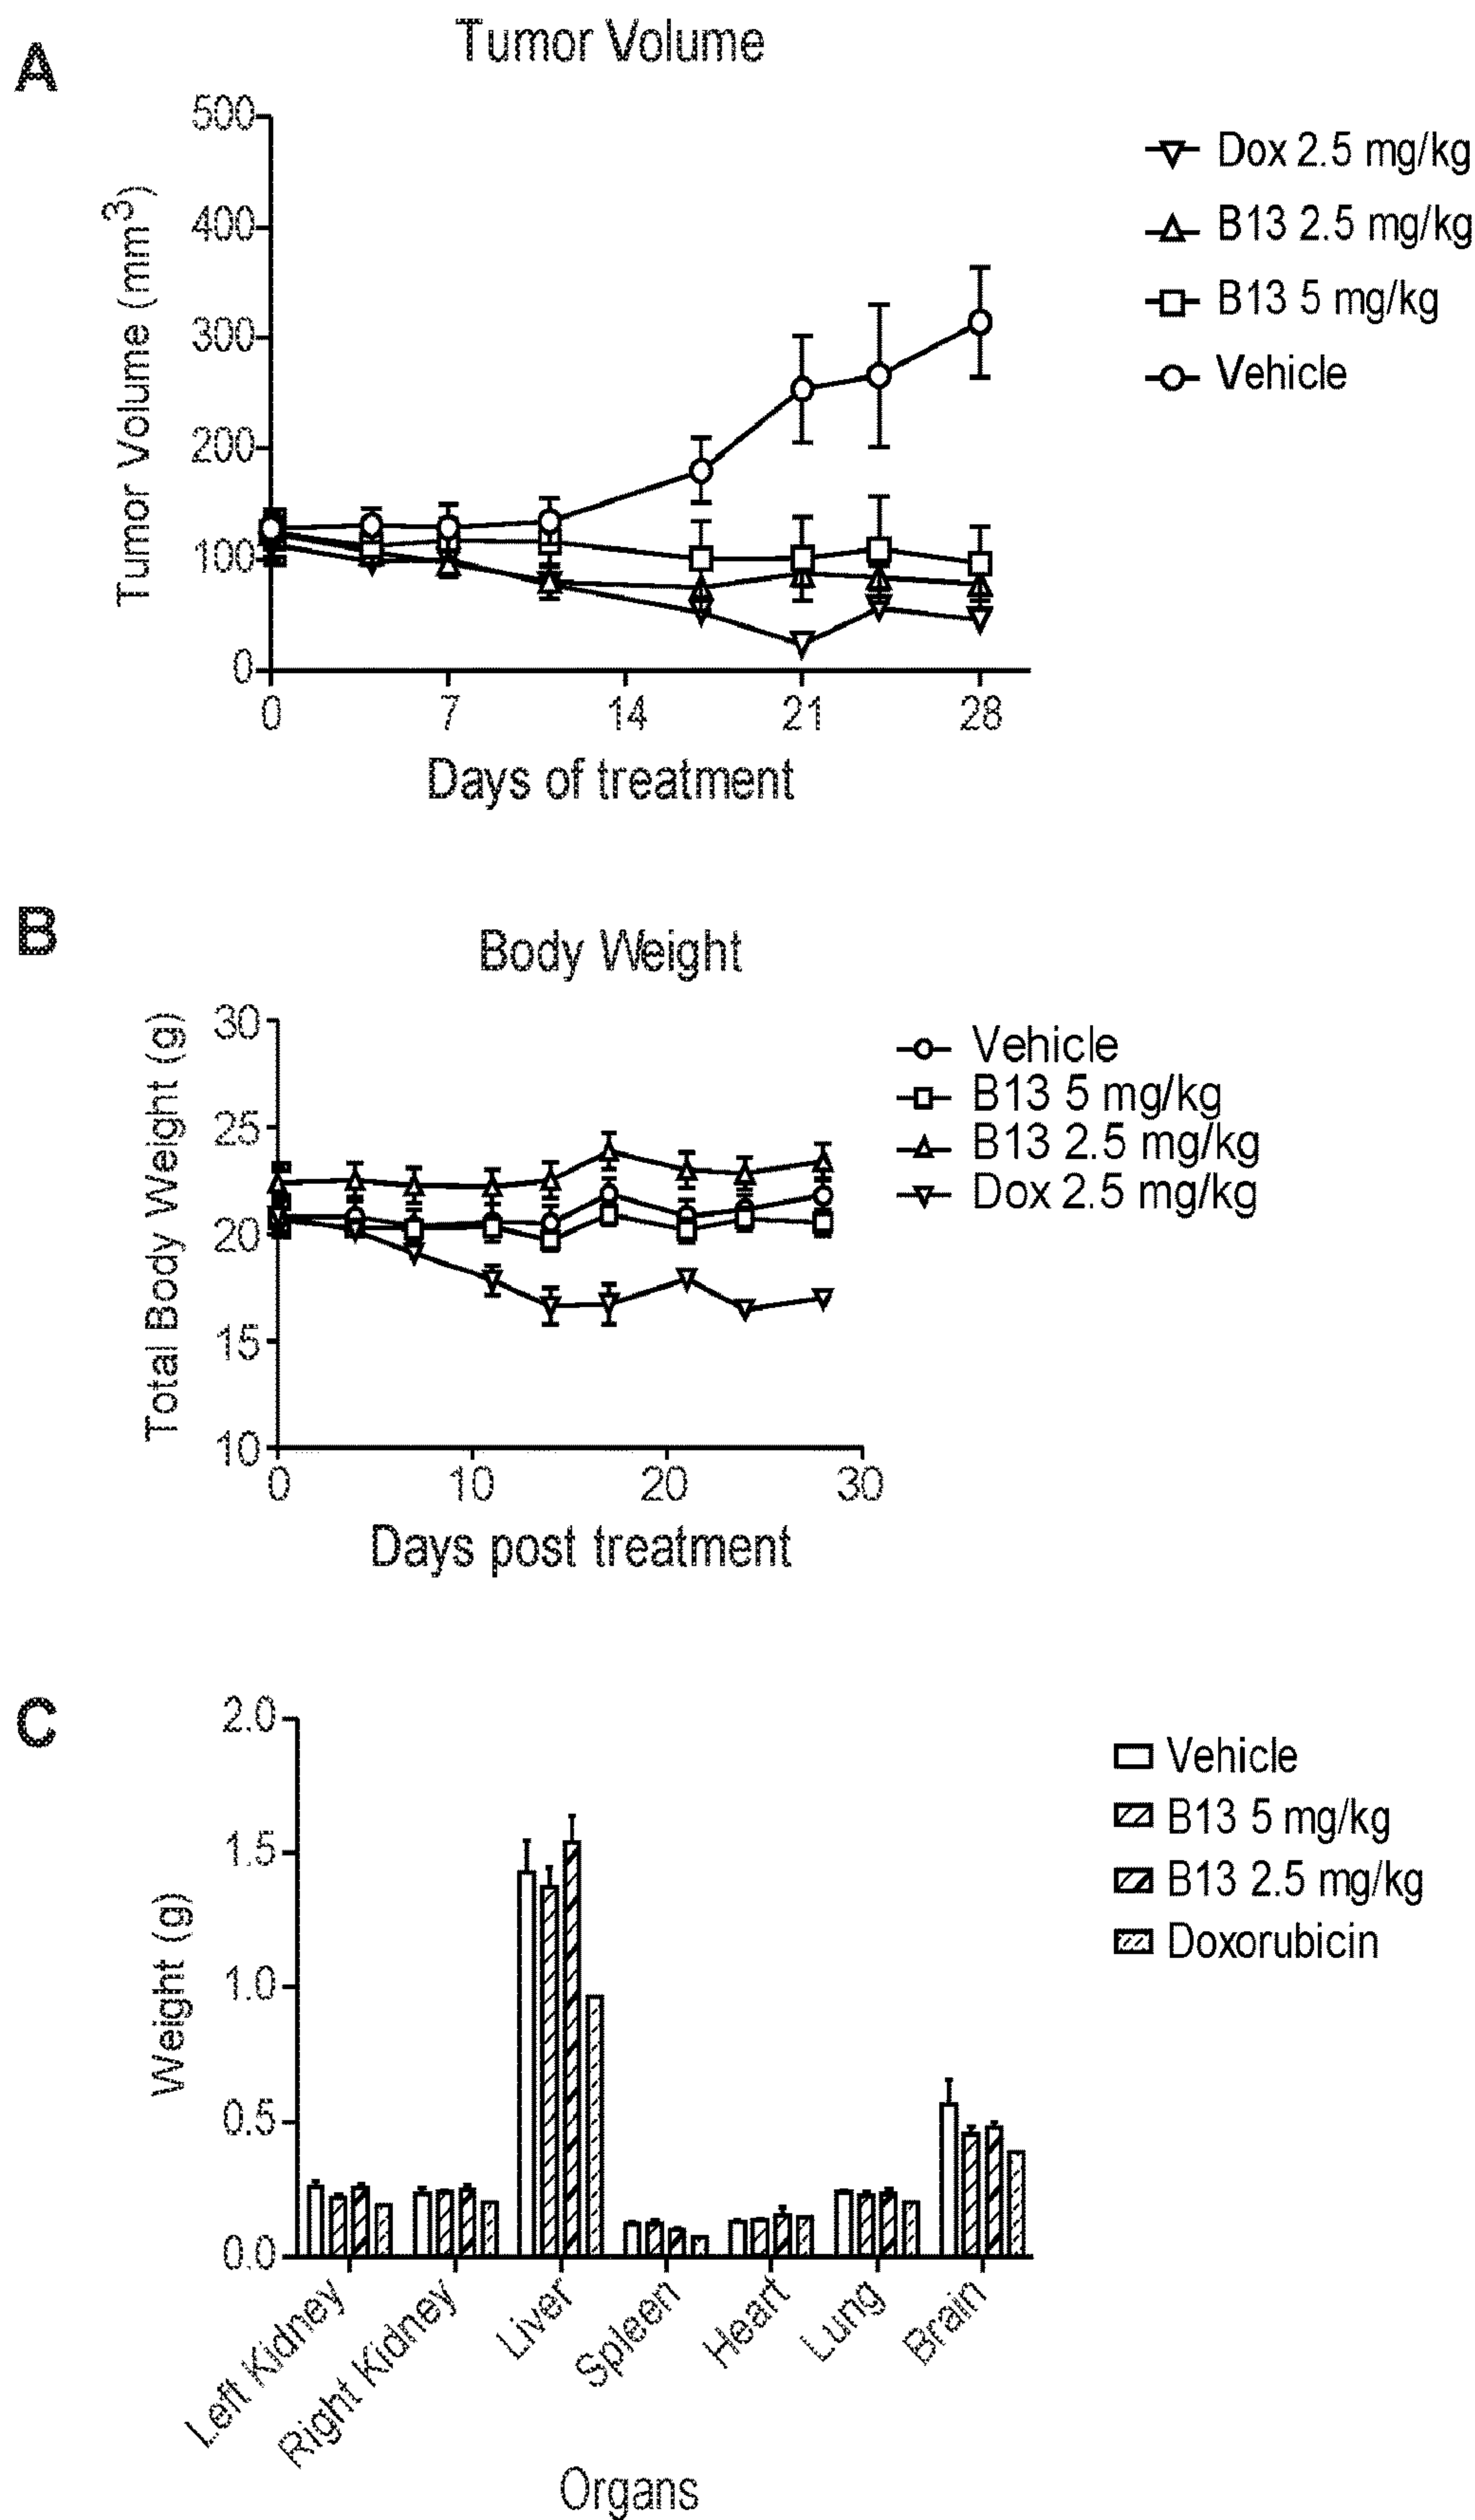 A
Tumor Volume
500
400
300
200
100
0
Tumor Volume (mm³)
0 7 14 21 28
Days of treatment
Dox 2.5 mg/kg
B13 2.5 mg/kg
B13 5 mg/kg
Vehicle
B
Body Weight
30
25
20
15
10
Total Body Weight (g)
0 10 20 30
Days post treatment
Vehicle
B13 5 mg/kg
B13 2.5 mg/kg
Dox 2.5 mg/kg
C
2.0
1.5
1.0
0.5
0.0
Weight (g)
Left Kidney
Right Kidney
Liver
Spleen
Heart
Lung
Brain
Organs
Vehicle
B13 5 mg/kg
B13 2.5 mg/kg
Doxorubicin